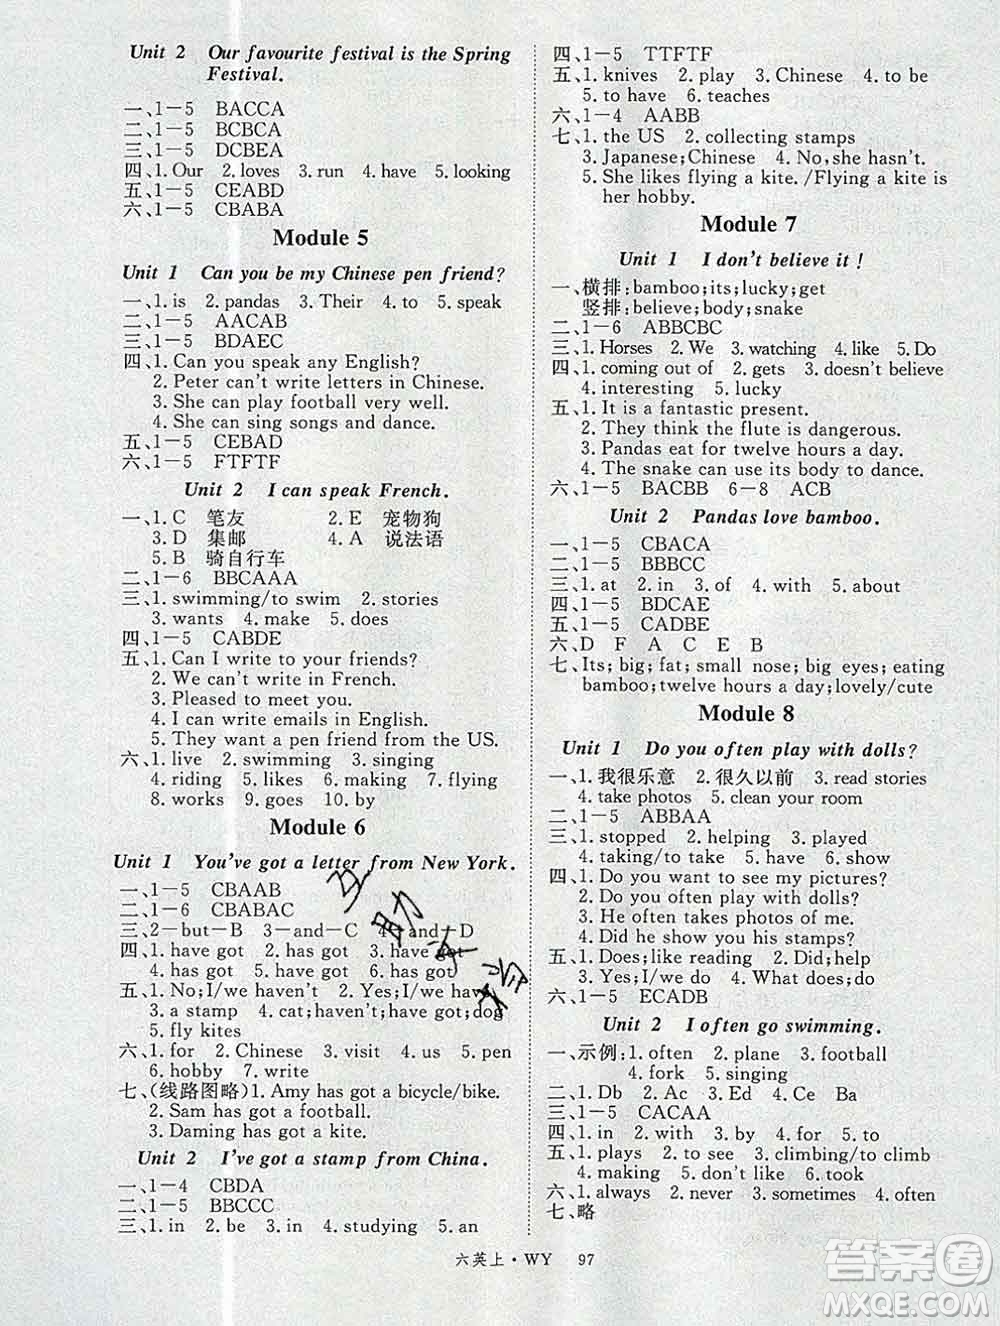 Unit 2 Our favourite festival is the Spring
Festival.
一、1－5 BACCA
二、1－5 BCBCA
三、1－5 DCBEA
四、1. Our 2. loves 3. run 4. have 5. looking
五、1－5 CEABD
六、1－5 CBABA
Module 5
Unit 1 Can you be my Chinese pen friend?
一、1. is 2. pandas 3. Their 4. to 5. speak
二、1－5 AACAB
三、1－5 BDAEC
四、1. Can you speak any English?
2. Peter can't write letters in Chinese.
3. She can play football very well.
4. She can sing songs and dance.
五、1－5 CEBAD
六、1－5 FTFTF
Unit 2 I can speak French.
一、1. C 笔友 2. E 宠物狗
3. D 集邮 4. A 说法语
5. B 骑自行车
二、1－6 BBCAAA
三、1. swimming/to swim 2. stories
3. wants 4. make 5. does
四、1－5 CABDE
五、1. Can I write to your friends?
2. We can't write in French.
3. Pleased to meet you.
4. I can write emails in English.
5. They want a pen friend from the US.
六、1. live 2. swimming 3. singing
4. riding 5. likes 6. making 7. flying
8. works 9. goes 10. by
Module 6
Unit 1 You've got a letter from New York.
一、1－5 CBAAB
二、1－6 CBABAC
三、2－but－B 3－and－C 4－and－D
四、1. have got 2. has got 3. have got
4. has got 5. have got 6. has got
五、1. No; I/we haven't 2. Yes; I/we have
3. a stamp 4. cat; haven't; have got; dog
5. fly kites
六、1. for 2. Chinese 3. visit 4. us 5. pen
6. hobby 7. write
七、(线路图略)1. Amy has got a bicycle/bike.
2. Sam has got a football.
3. Daming has got a kite.
Unit 2 I've got a stamp from China.
一、1－4 CBDA
二、1－5 BBCCC
三、1. in 2. be 3. in 4. studying 5. an
四、1－5 TTFTF
五、1. knives 2. play 3. Chinese 4. to be
5. to have 6. teaches
六、1－4 AABB
七、1. the US 2. collecting stamps
3. Japanese; Chinese 4. No, she hasn't.
5. She likes flying a kite. /Flying a kite is
her hobby.
Module 7
Unit 1 I don't believe it!
一、横排: bamboo; its; lucky; get
竖排: believe; body; snake
二、1－6 ABBCBC
三、1. Horses 2. We 3. watching 4. like 5. Do
四、1. coming out of 2. gets 3. doesn't believe
4. interesting 5. lucky
五、1. It is a fantastic present.
2. They think the flute is dangerous.
3. Pandas eat for twelve hours a day.
4. The snake can use its body to dance.
六、1－5 BACBB 6－8 ACB
Unit 2 Pandas love bamboo.
一、1－5 CBACA
二、1－5 BBBCC
三、1. at 2. in 3. of 4. with 5. about
四、1－5 BDCAE
五、1－5 CADBE
六、D F A C E B
七、Its; big; fat; small nose; big eyes; eating
bamboo; twelve hours a day; lovely/cute
Module 8
Unit 1 Do you often play with dolls?
一、1. 我很乐意 2. 很久以前 3. read stories
4. take photos 5. clean your room
二、1－5 ABBAA
三、1. stopped 2. helping 3. played
4. taking/to take 5. have 6. show
四、1. Do you want to see my pictures?
2. Do you often play with dolls?
3. He often takes photos of me.
4. Did he show you his stamps?
五、1. Does; like reading 2. Did; help
3. Yes; I/we do 4. What does; do
六、1－5 ECADB
Unit 2 I often go swimming.
一、示例: 1. often 2. plane 3. football
4. fork 5. singing
二、1. Db 2. Ac 3. Ed 4. Ce 5. Ba
三、1－5 CACAA
四、1. in 2. with 3. by 4. for 5. to
五、1. plays 2. to see 3. climbing/to climb
4. making 5. don't like 6. took
六、1. always 2. never 3. sometimes 4. often
七、略
六英上·WY 97
互
助
答案圈
MXQE.COM